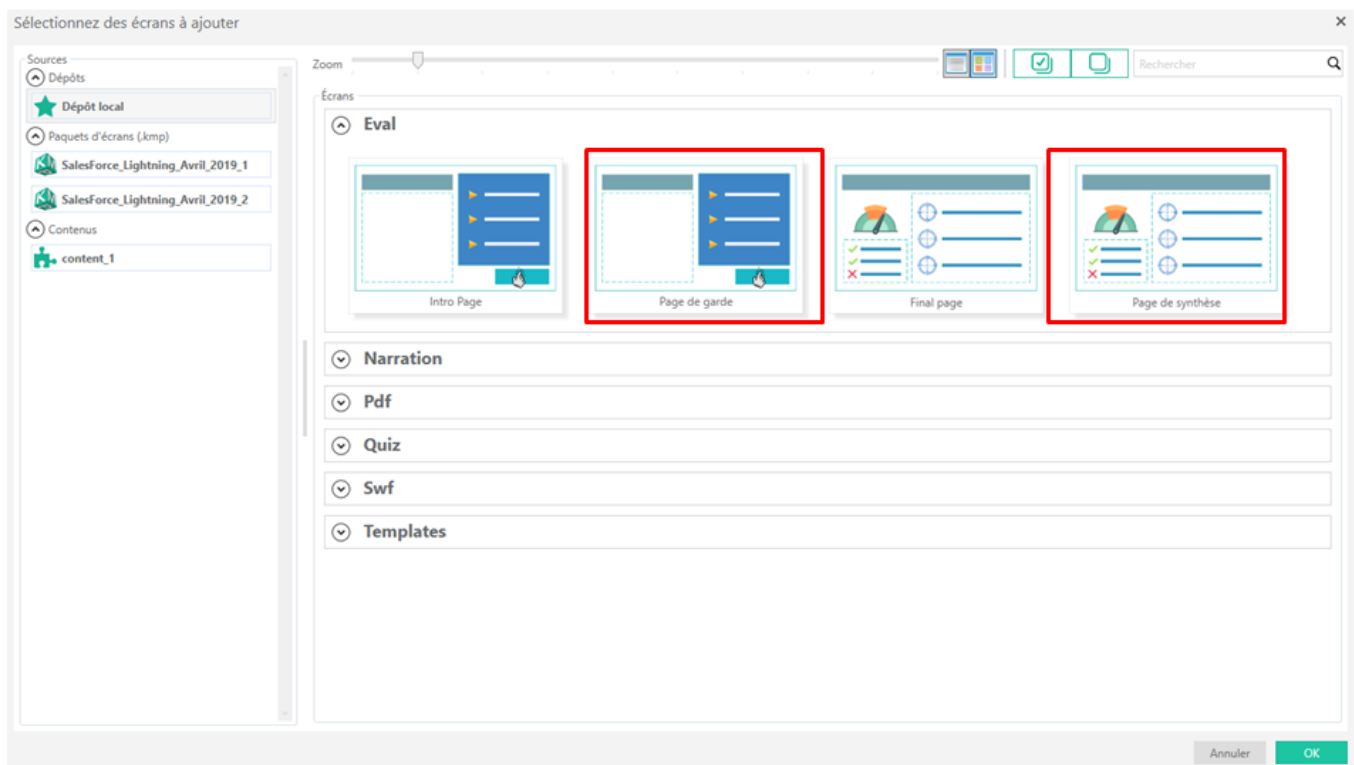 Sélectionnez des écrans à ajouter
Sources
Dépôts
Dépôt local
Paquets d'écrans (.kmp)
SalesForce_Lightning_Avril_2019_1
SalesForce_Lightning_Avril_2019_2
Contenus
content_1
Zoom
Rechercher
Écrans
Eval
Intro Page
Page de garde
Final page
Page de synthèse
Narration
Pdf
Quiz
Swf
Templates
Annuler
OK